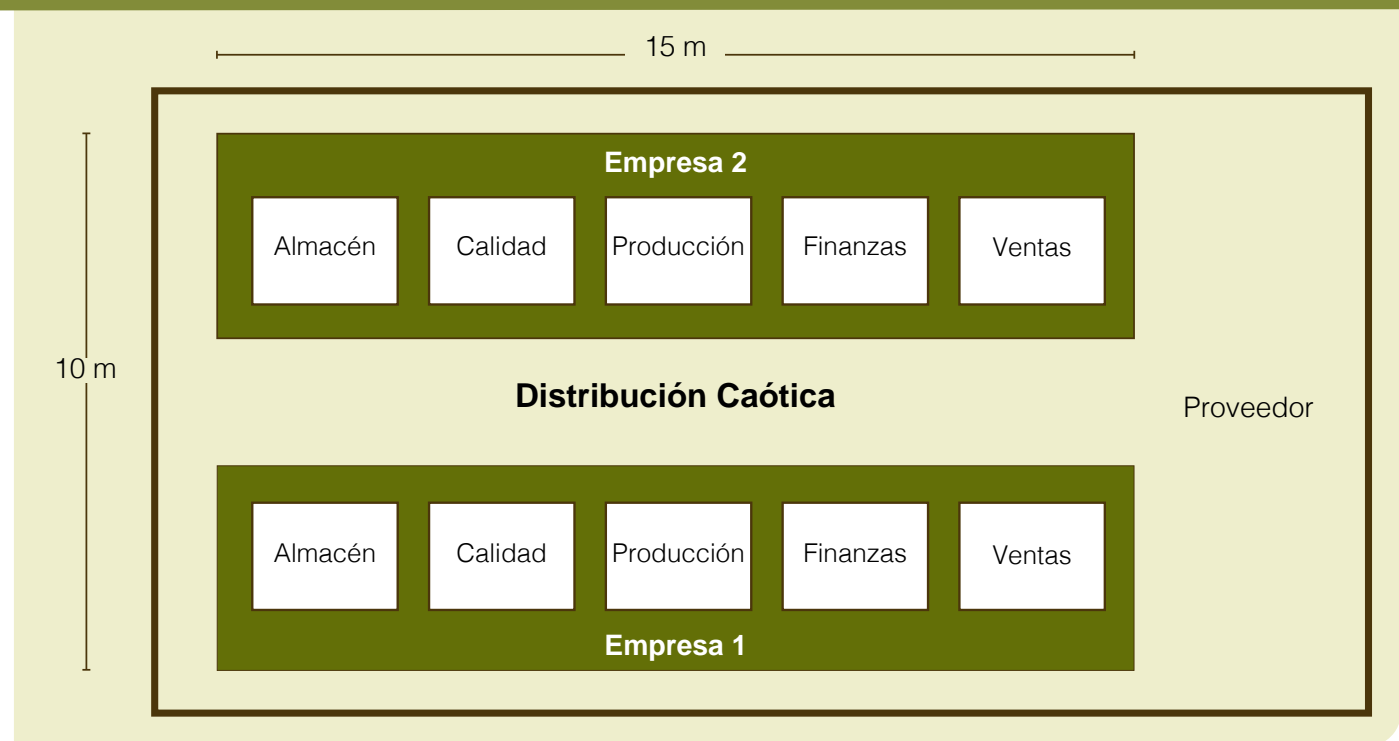 15 m
Empresa 2
Almacén
Calidad
Producción
Finanzas
Ventas
10 m
Distribución Caótica
Proveedor
Almacén
Calidad
Producción
Finanzas
Ventas
Empresa 1